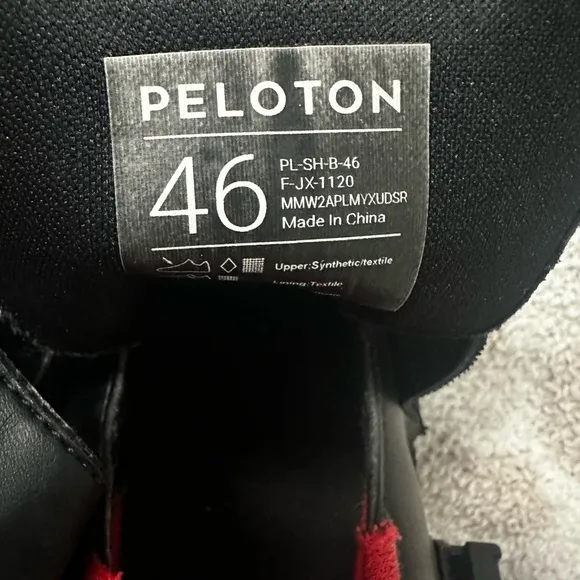 PELOTON
46
PL-SH-B-46
F-JX-1120
MMW2APLMYXUDSR
Made In China
Upper:Synthetic/textile
Lining:Textile